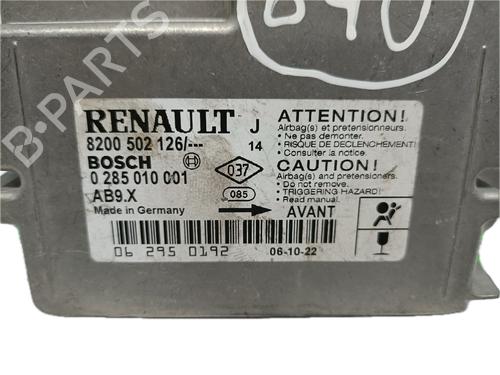 RENAULT J
8200 502 126/--- 14
BOSCH
0 285 010 001
AB9.X
Made in Germany
037
085
AVANT
ATTENTION!
Airbag(s) et pretensionneurs.
• Ne pas demonter.
• RISQUE DE DECLENCHEMENT!
• Consulter la notice.
CAUTION!
Airbag(s) and pretensioners.
• Do not remove.
• TRIGGERING HAZARD!
• Read manual.
06 295 0192
06-10-22
B-PARTS